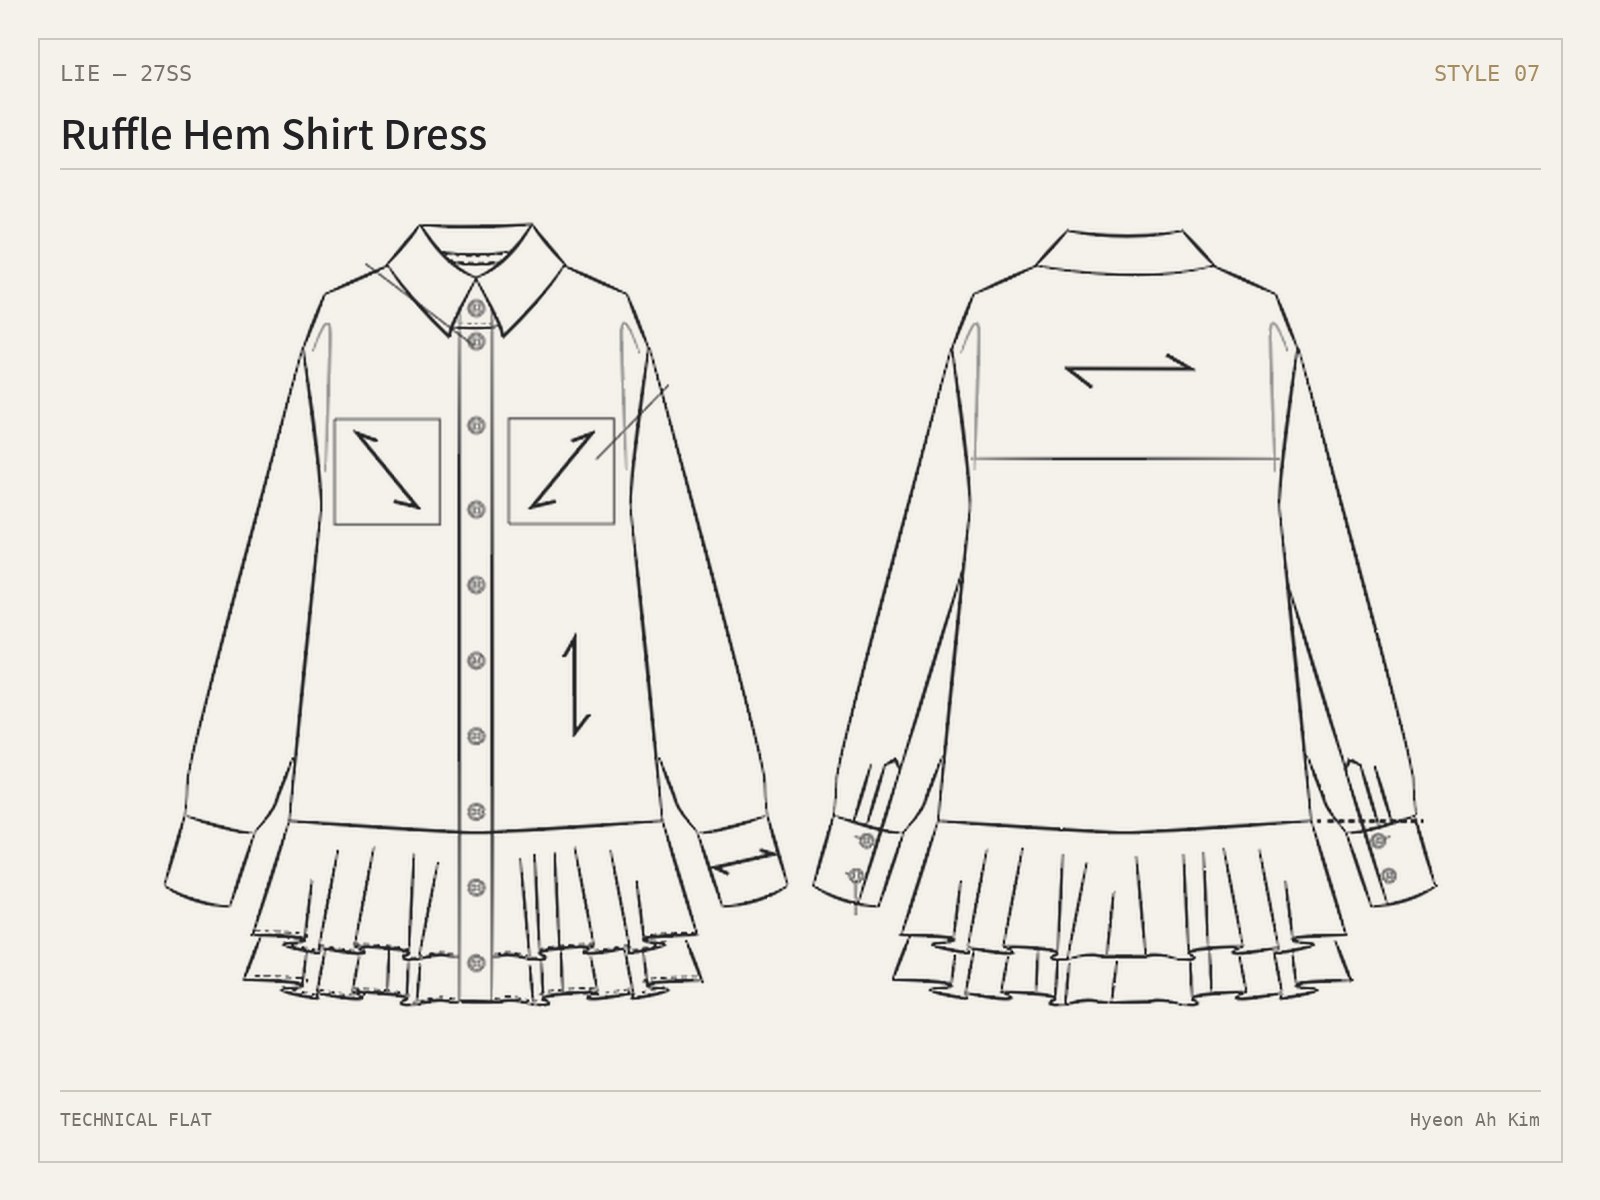 LIE — 27SS
STYLE 07
Ruffle Hem Shirt Dress
TECHNICAL FLAT
Hyeon Ah Kim